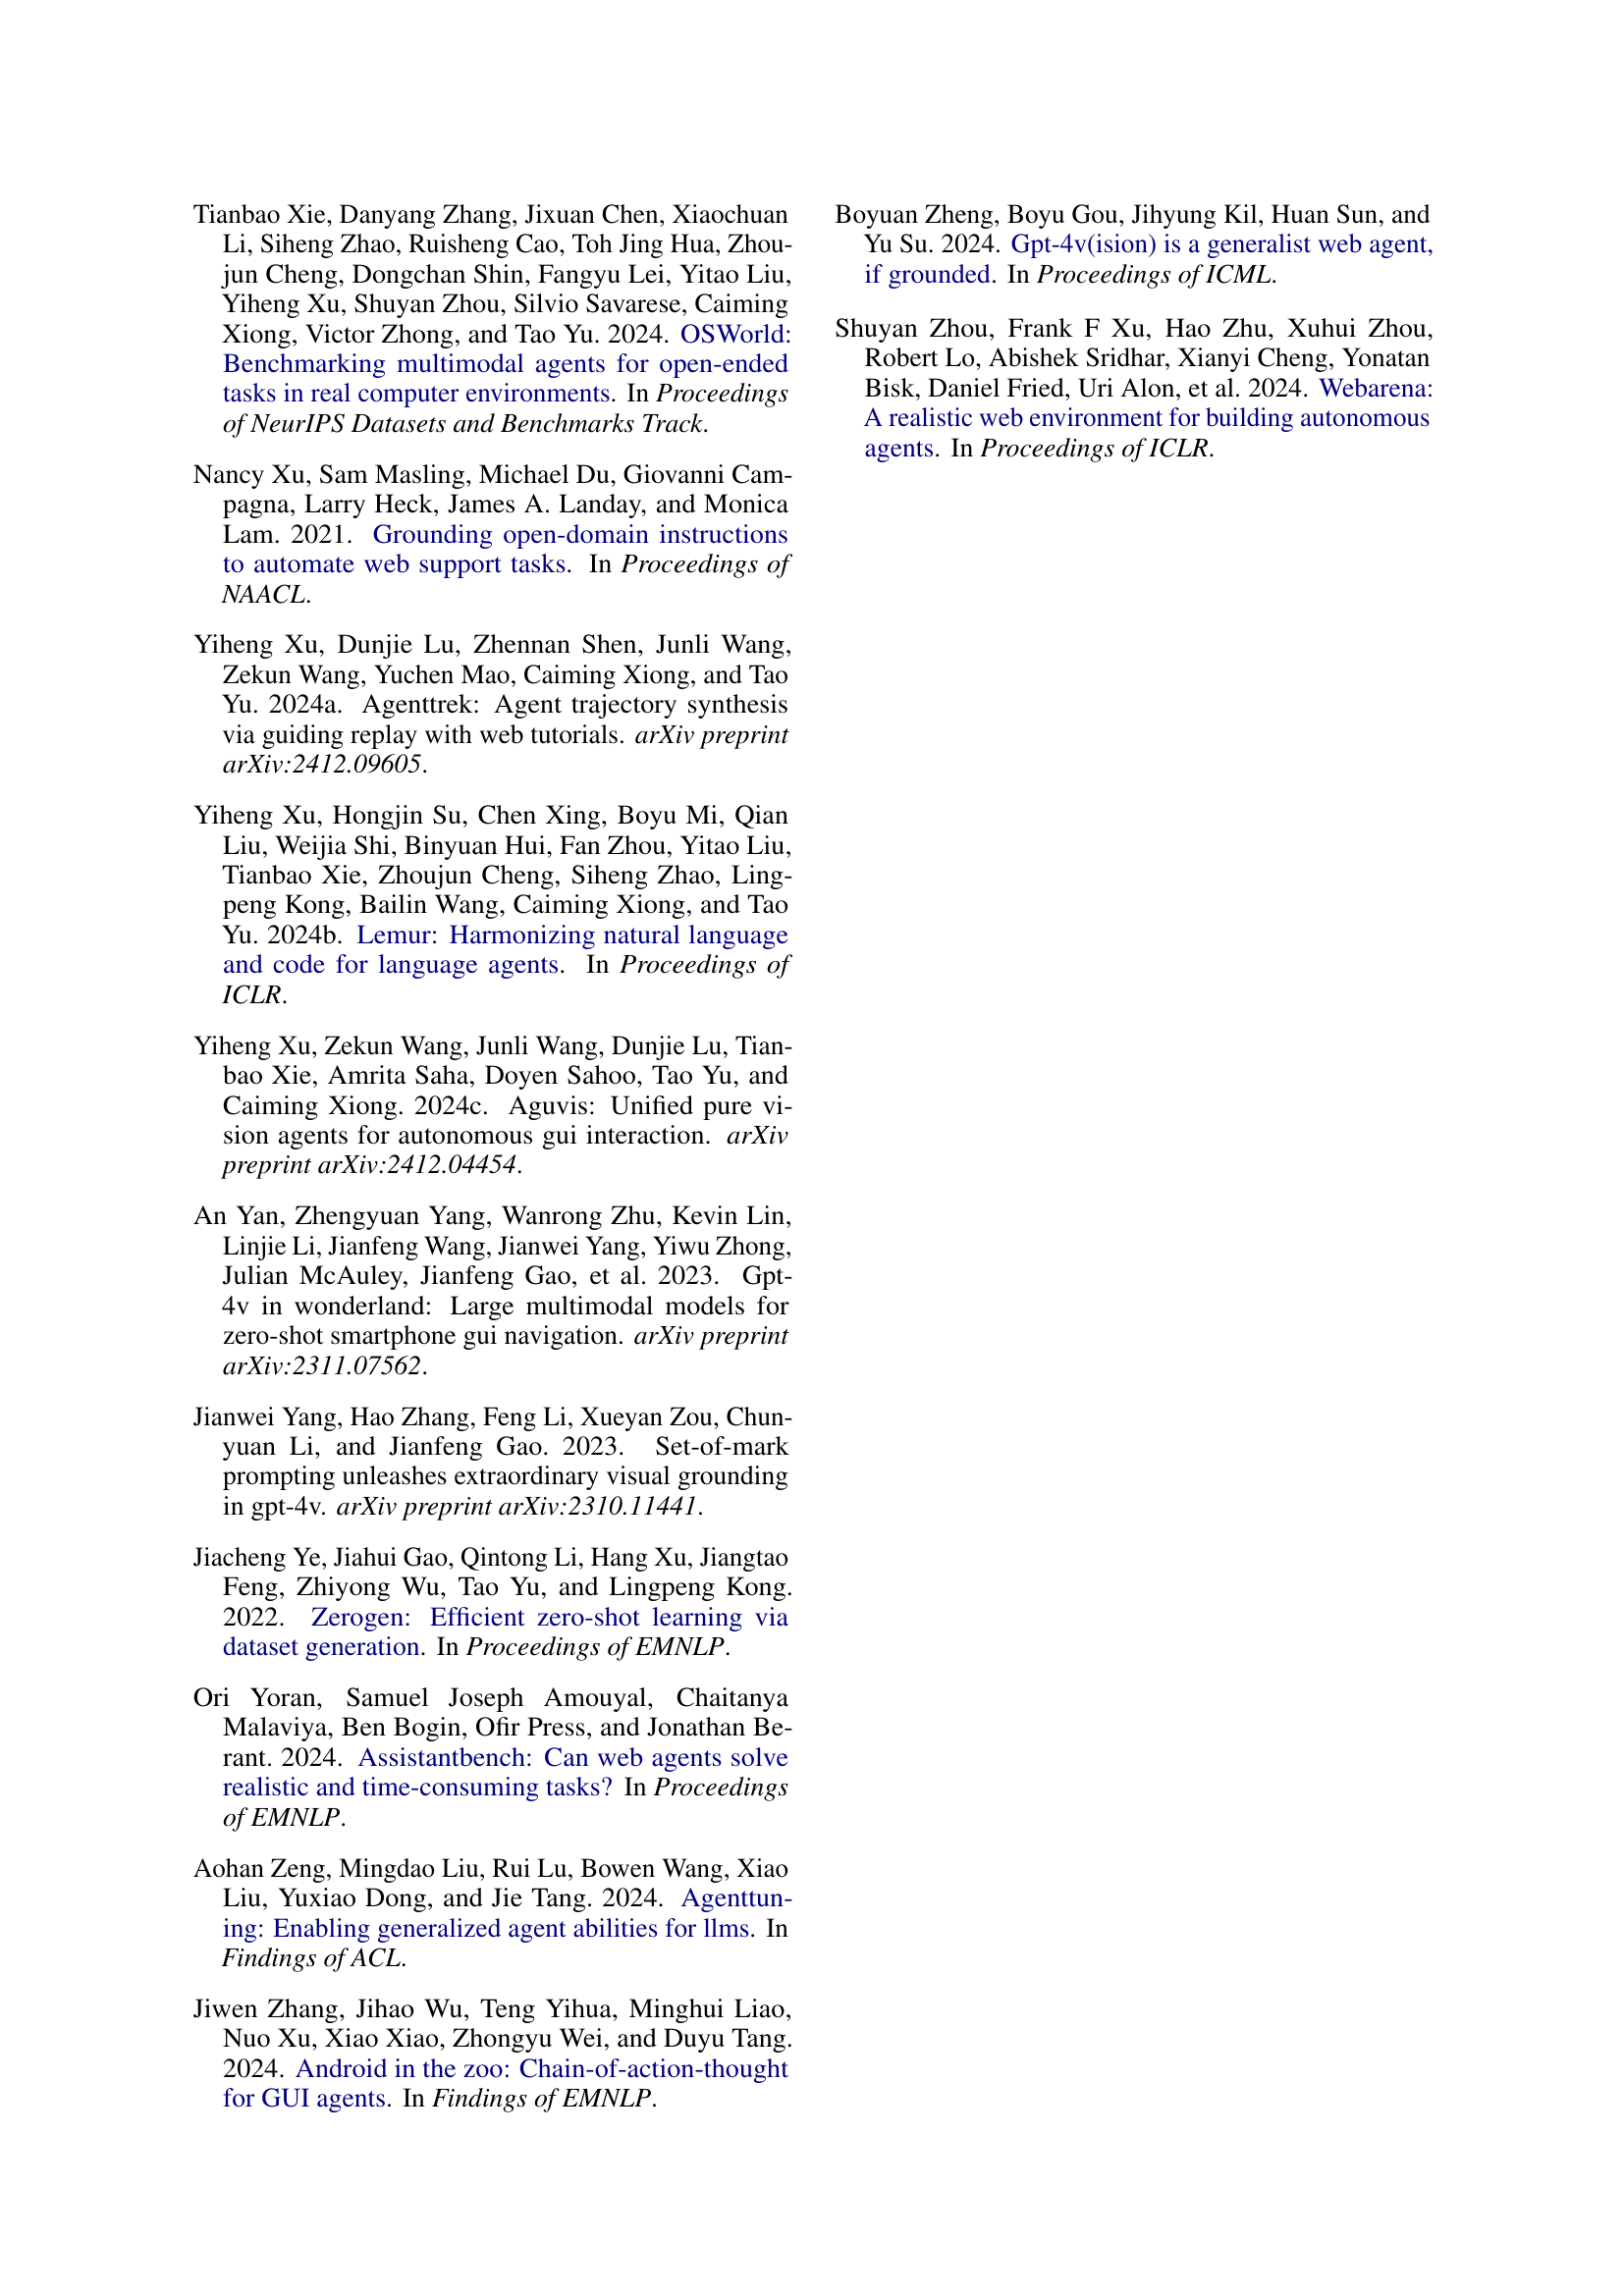 Tianbao Xie, Danyang Zhang, Jixuan Chen, Xiaochuan
Li, Siheng Zhao, Ruisheng Cao, Toh Jing Hua, Zhou-
jun Cheng, Dongchan Shin, Fangyu Lei, Yitao Liu,
Yiheng Xu, Shuyan Zhou, Silvio Savarese, Caiming
Xiong, Victor Zhong, and Tao Yu. 2024. OSWorld:
Benchmarking multimodal agents for open-ended
tasks in real computer environments. In Proceedings
of NeurIPS Datasets and Benchmarks Track.
Nancy Xu, Sam Masling, Michael Du, Giovanni Cam-
pagna, Larry Heck, James A. Landay, and Monica
Lam. 2021. Grounding open-domain instructions
to automate web support tasks. In Proceedings of
NAACL.
Yiheng Xu, Dunjie Lu, Zhennan Shen, Junli Wang,
Zekun Wang, Yuchen Mao, Caiming Xiong, and Tao
Yu. 2024a. Agenttrek: Agent trajectory synthesis
via guiding replay with web tutorials. arXiv preprint
arXiv:2412.09605.
Yiheng Xu, Hongjin Su, Chen Xing, Boyu Mi, Qian
Liu, Weijia Shi, Binyuan Hui, Fan Zhou, Yitao Liu,
Tianbao Xie, Zhoujun Cheng, Siheng Zhao, Ling-
peng Kong, Bailin Wang, Caiming Xiong, and Tao
Yu. 2024b. Lemur: Harmonizing natural language
and code for language agents. In Proceedings of
ICLR.
Yiheng Xu, Zekun Wang, Junli Wang, Dunjie Lu, Tian-
bao Xie, Amrita Saha, Doyen Sahoo, Tao Yu, and
Caiming Xiong. 2024c. Aguvis: Unified pure vi-
sion agents for autonomous gui interaction. arXiv
preprint arXiv:2412.04454.
An Yan, Zhengyuan Yang, Wanrong Zhu, Kevin Lin,
Linjie Li, Jianfeng Wang, Jianwei Yang, Yiwu Zhong,
Julian McAuley, Jianfeng Gao, et al. 2023. Gpt-
4v in wonderland: Large multimodal models for
zero-shot smartphone gui navigation. arXiv preprint
arXiv:2311.07562.
Jianwei Yang, Hao Zhang, Feng Li, Xueyan Zou, Chun-
yuan Li, and Jianfeng Gao. 2023. Set-of-mark
prompting unleashes extraordinary visual grounding
in gpt-4v. arXiv preprint arXiv:2310.11441.
Jiacheng Ye, Jiahui Gao, Qintong Li, Hang Xu, Jiangtao
Feng, Zhiyong Wu, Tao Yu, and Lingpeng Kong.
2022. Zerogen: Efficient zero-shot learning via
dataset generation. In Proceedings of EMNLP.
Ori Yoran, Samuel Joseph Amouyal, Chaitanya
Malaviya, Ben Bogin, Ofir Press, and Jonathan Be-
rant. 2024. Assistantbench: Can web agents solve
realistic and time-consuming tasks? In Proceedings
of EMNLP.
Aohan Zeng, Mingdao Liu, Rui Lu, Bowen Wang, Xiao
Liu, Yuxiao Dong, and Jie Tang. 2024. Agenttun-
ing: Enabling generalized agent abilities for llms. In
Findings of ACL.
Jiwen Zhang, Jihao Wu, Teng Yihua, Minghui Liao,
Nuo Xu, Xiao Xiao, Zhongyu Wei, and Duyu Tang.
2024. Android in the zoo: Chain-of-action-thought
for GUI agents. In Findings of EMNLP.
Boyuan Zheng, Boyu Gou, Jihyung Kil, Huan Sun, and
Yu Su. 2024. Gpt-4v(ision) is a generalist web agent,
if grounded. In Proceedings of ICML.
Shuyan Zhou, Frank F Xu, Hao Zhu, Xuhui Zhou,
Robert Lo, Abishek Sridhar, Xianyi Cheng, Yonatan
Bisk, Daniel Fried, Uri Alon, et al. 2024. Webarena:
A realistic web environment for building autonomous
agents. In Proceedings of ICLR.